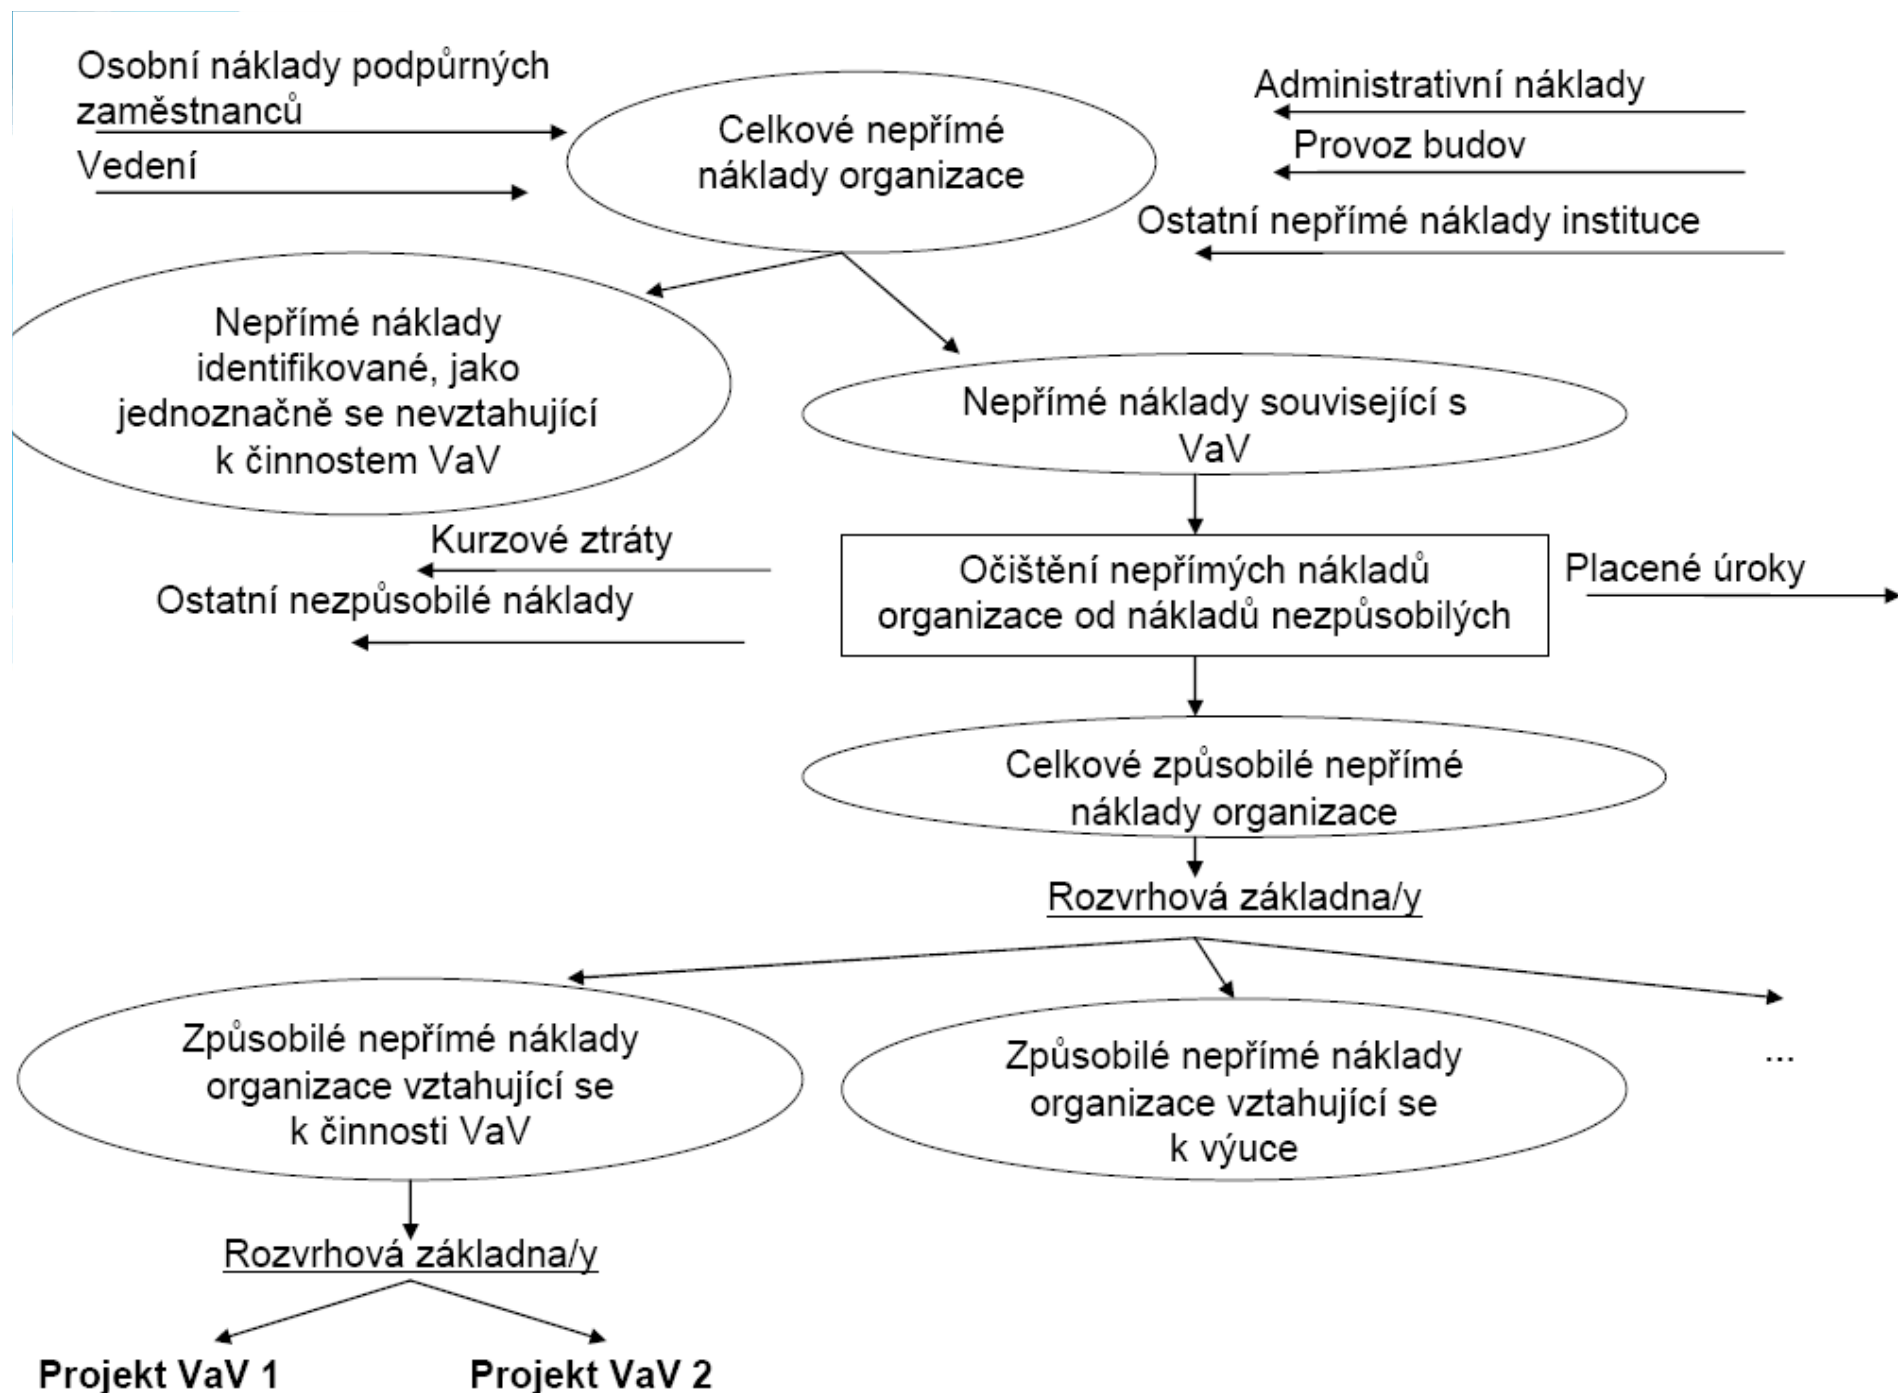 Osobní náklady podpůrných
zaměstnanců
Vedení
Celkové nepřímé
náklady organizace
Administrativní náklady
Provoz budov
Ostatní nepřímé náklady instituce
Nepřímé náklady
identifikované, jako
jednoznačně se nevztahující
k činnostem VaV
Nepřímé náklady související s
VaV
Kurzové ztráty
Ostatní nezpůsobilé náklady
Očištění nepřímých nákladů
organizace od nákladů nezpůsobilých
Placené úroky
Celkové způsobilé nepřímé
náklady organizace
Rozvrhová základna/y
Způsobilé nepřímé náklady
organizace vztahující se
k činnosti VaV
Způsobilé nepřímé náklady
organizace vztahující se
k výuce
...
Rozvrhová základna/y
Projekt VaV 1
Projekt VaV 2